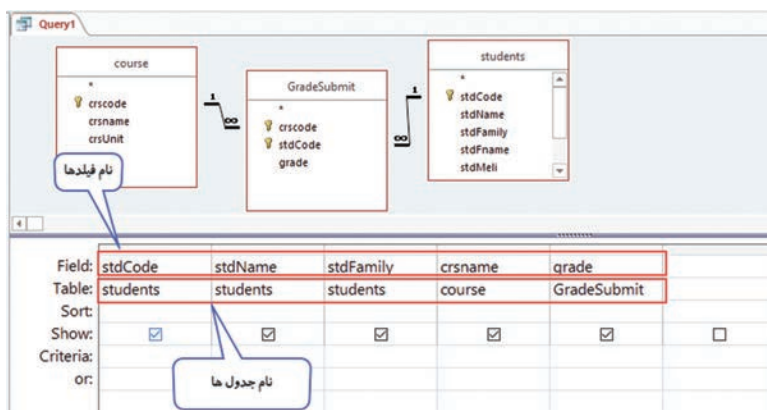 Query1
course
*
crscode
crsname
crsUnit
1
∞
GradeSubmit
*
crscode
stdCode
grade
1
∞
students
*
stdCode
stdName
stdFamily
stdFname
stdMeli
نام فیلدها
Field: stdCode stdName stdFamily crsname grade
Table: students students students course GradeSubmit
Sort:
Show:
Criteria:
or:
نام جدول ها